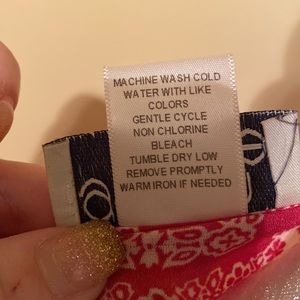 MACHINE WASH COLD
WATER WITH LIKE
COLORS
GENTLE CYCLE
NON CHLORINE
BLEACH
TUMBLE DRY LOW
REMOVE PROMPTLY
WARM IRON IF NEEDED